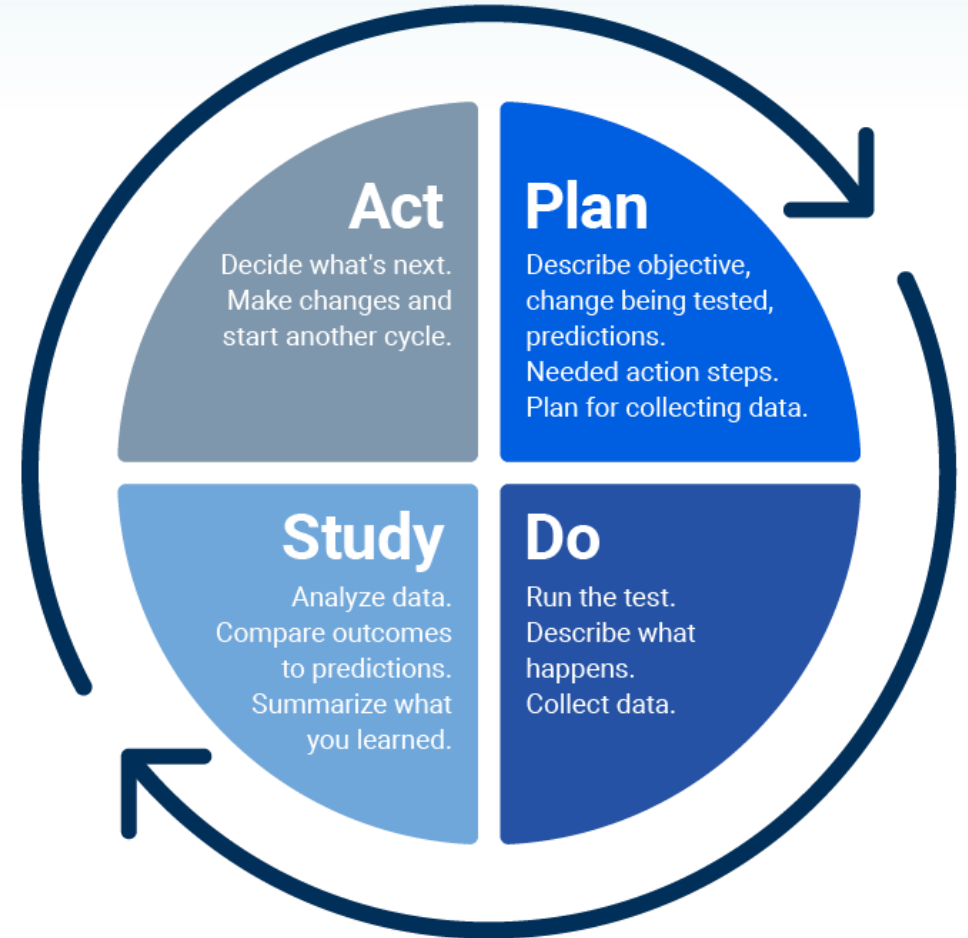 Act
Decide what's next.
Make changes and
start another cycle.
Plan
Describe objective,
change being tested,
predictions.
Needed action steps.
Plan for collecting data.
Study
Analyze data.
Compare outcomes
to predictions.
Summarize what
you learned.
Do
Run the test.
Describe what
happens.
Collect data.